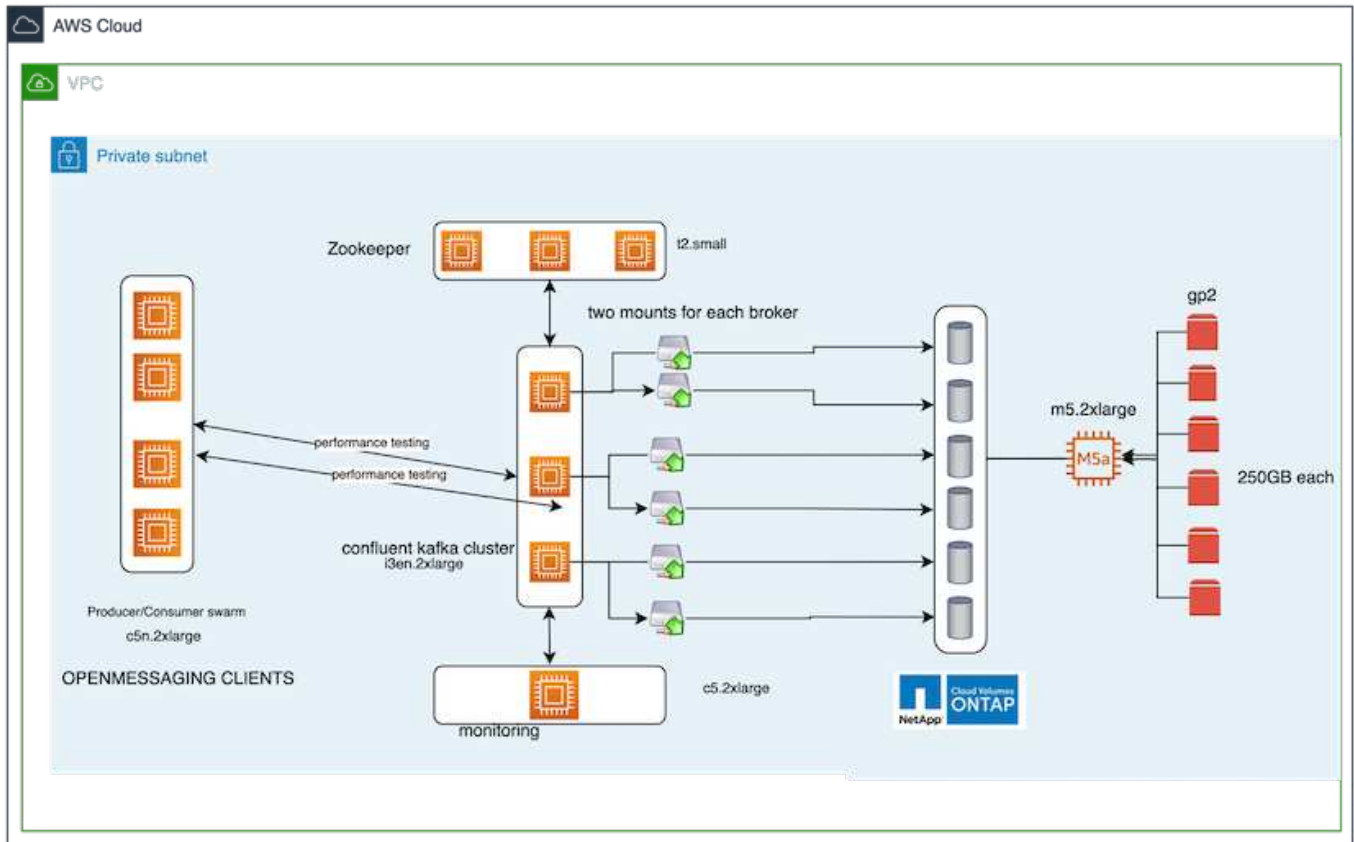 AWS Cloud
VPC
Private subnet
Zookeeper
t2.small
two mounts for each broker
gp2
m5.2xlarge
M5a
performance testing
performance testing
250GB each
confluent kafka cluster
i3en.2xlarge
Producer/Consumer swarm
c5n.2xlarge
OPENMESSAGING CLIENTS
c5.2xlarge
monitoring
NetApp
Cloud Volumes
ONTAP